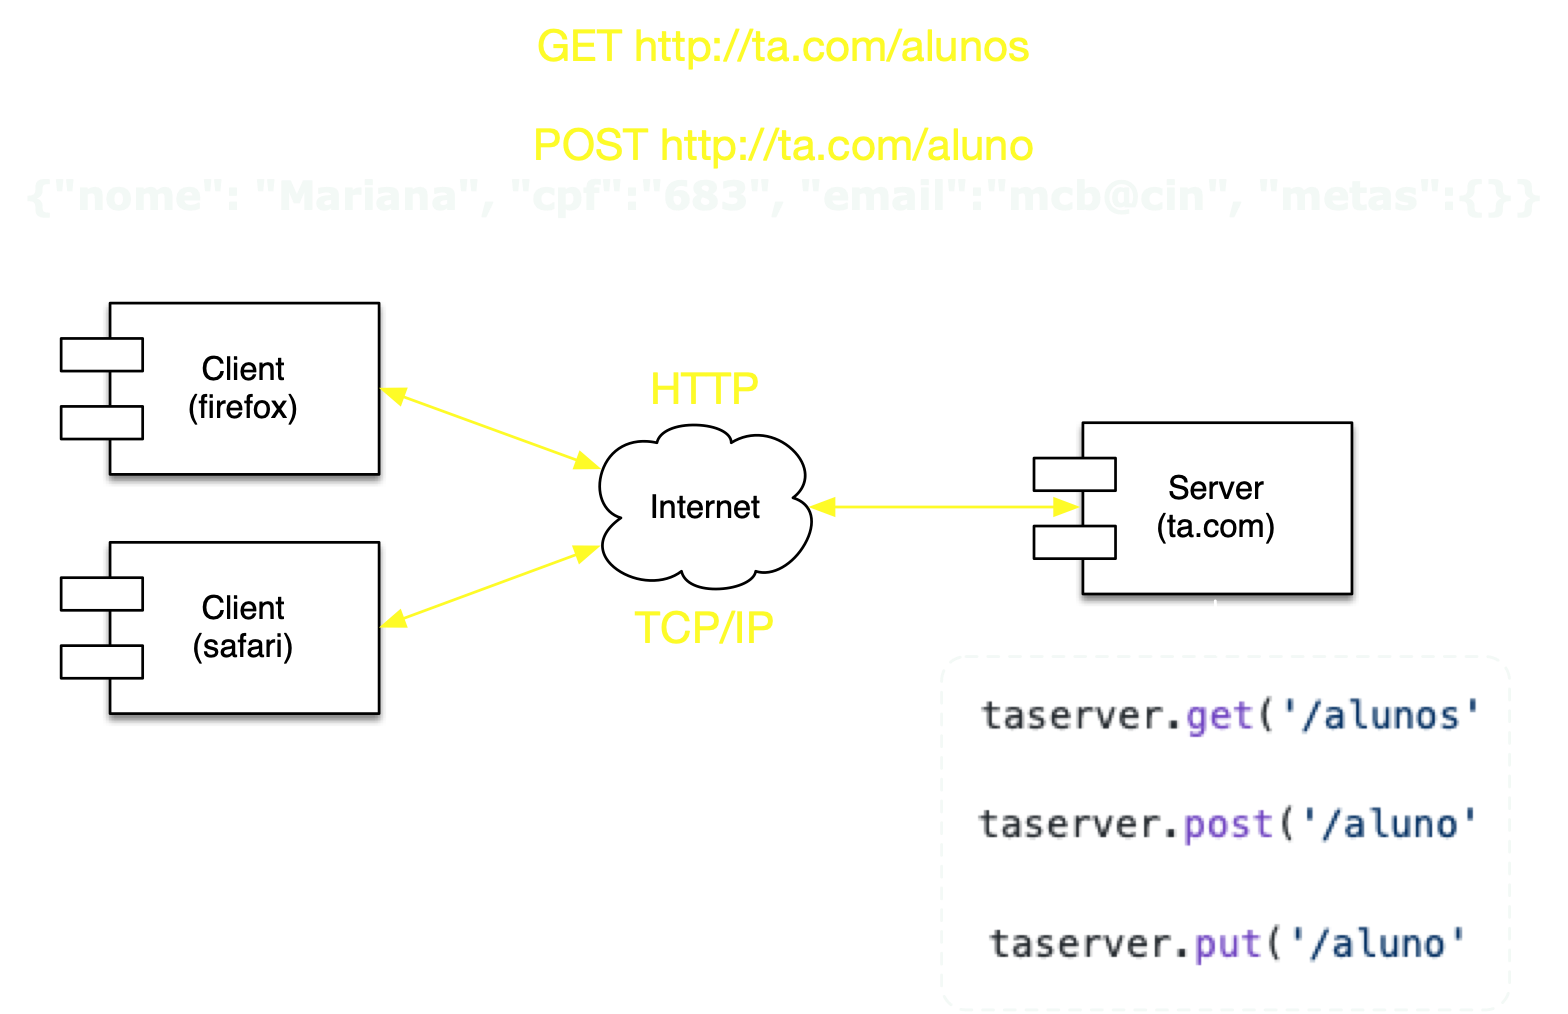 GET http://ta.com/alunos
POST http://ta.com/aluno
{"nome": "Mariana", "cpf":"683", "email":"mcb@cin", "metas":{}}
Client
(firefox)
HTTP
Internet
Server
(ta.com)
Client
(safari)
TCP/IP
taserver.get('/alunos'
taserver.post('/aluno'
taserver.put('/aluno'